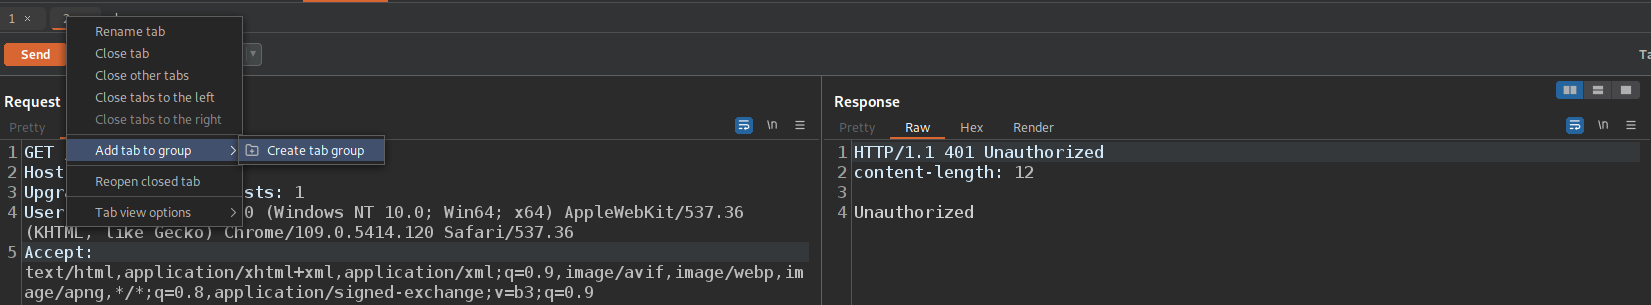 1 ×
2
Rename tab
Close tab
Close other tabs
Close tabs to the left
Close tabs to the right
Add tab to group >
Create tab group
Reopen closed tab
Tab view options >
Send
Request
Pretty
\n
1 GET
2 Host
3 Upgra sts: 1
4 User 0 (Windows NT 10.0; Win64; x64) AppleWebKit/537.36
(KHTML, like Gecko) Chrome/109.0.5414.120 Safari/537.36
5 Accept:
text/html,application/xhtml+xml,application/xml;q=0.9,image/avif,image/webp,im
age/apng,*/*;q=0.8,application/signed-exchange;v=b3;q=0.9
Ta
Response
Pretty Raw Hex Render
\n
1 HTTP/1.1 401 Unauthorized
2 content-length: 12
3
4 Unauthorized